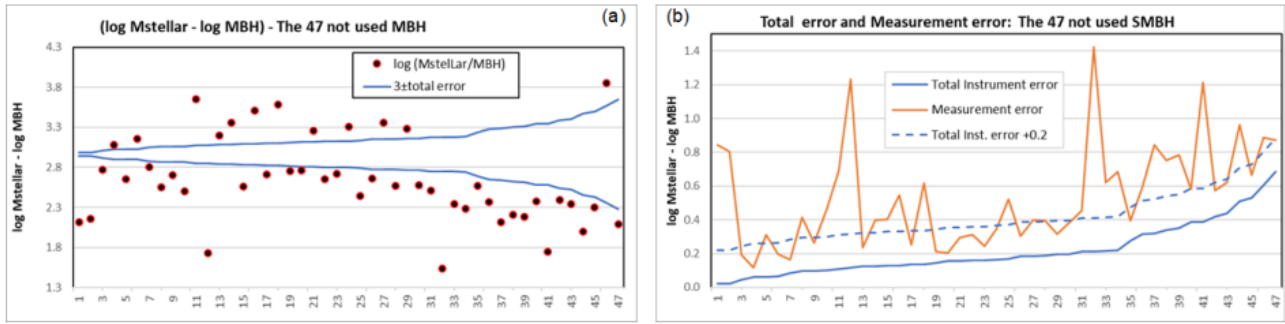 (log Mstellar - log MBH) - The 47 not used MBH
(a)
log Mstellar - log MBH
4.3
3.8
3.3
2.8
2.3
1.8
1.3
log (MstelLar/MBH)
3±total error
1 3 5 7 9 11 13 15 17 19 21 23 25 27 29 31 33 35 37 39 41 43 45 47
(b)
Total error and Measurement error: The 47 not used SMBH
log Mstellar - log MBH
1.4
1.2
1.0
0.8
0.6
0.4
0.2
0.0
Total Instrument error
Measurement error
Total Inst. error +0.2
1 3 5 7 9 11 13 15 17 19 21 23 25 27 29 31 33 35 37 39 41 43 45 47